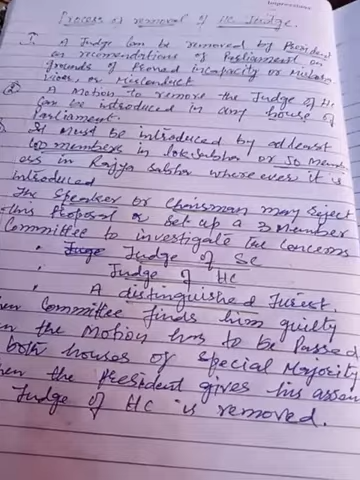 Process of removal of HC Judge.
1. A Judge Can be removed by President
on recomendations of Parliament on
grounds of Proved incapacity or Misbeha
viour, or Misconduct
2. A Motion to remove the Judge of HC
Can be introduced in any house of
Parliament.
It Must be introduced by atleast
100 members in lok Sabha or 50 Memb
ers in Rajya Sabha whereever it is
introduced
The Speaker or Chairman may reject
this Proposal or Set up a 3 Member
Committee to investigate the Concerns
• Judge of SC
• Judge of HC
• A distinguished Jurist.
Committee finds him guilty
the Motion has to be Passed
both houses of Special Majority
the President gives his assen
Judge of HC is removed.